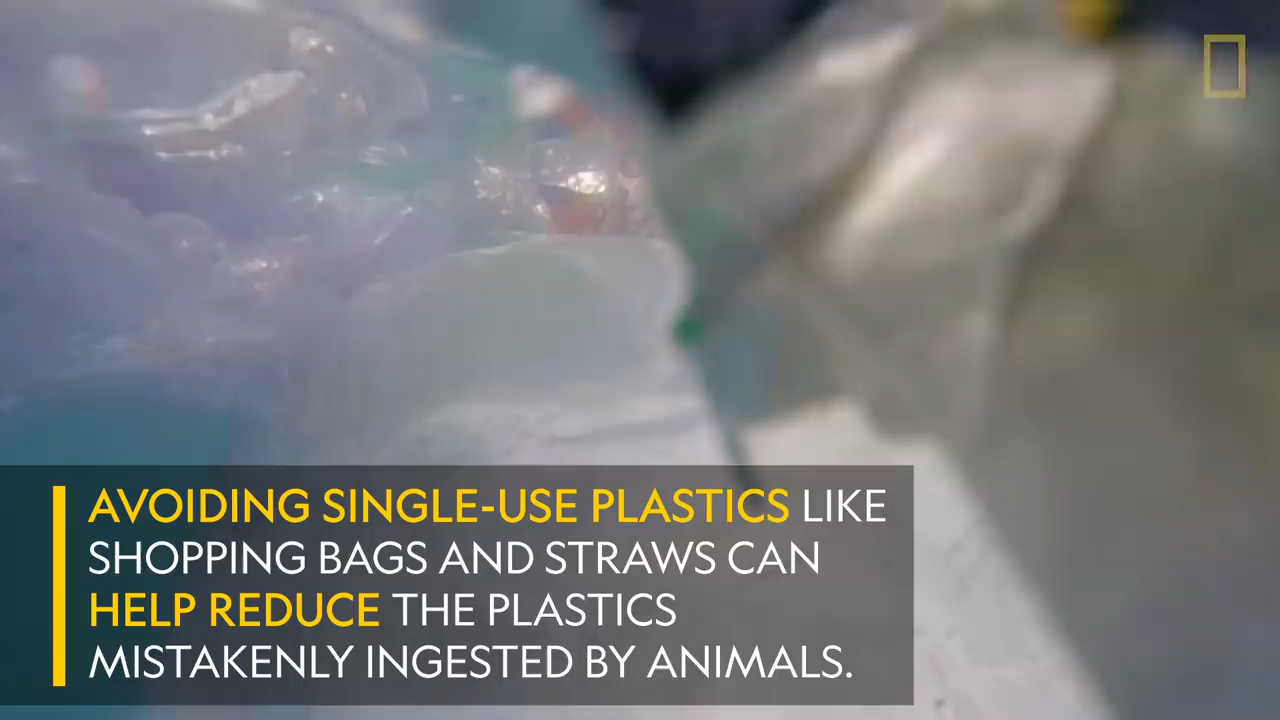 AVOIDING SINGLE-USE PLASTICS LIKE
SHOPPING BAGS AND STRAWS CAN
HELP REDUCE THE PLASTICS
MISTAKENLY INGESTED BY ANIMALS.